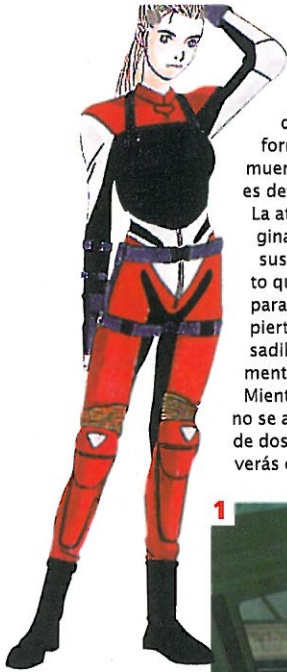 muer
es de
La at
gina
sus
to qu
para
piert
sadil
ment
Mient
no se a
de dos
verás
1